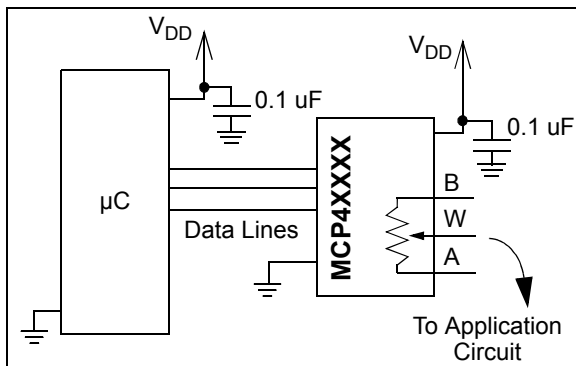 VDD
VDD
0.1 uF
0.1 uF
µC
MCP4XXXX
B
W
A
Data Lines
To Application
Circuit